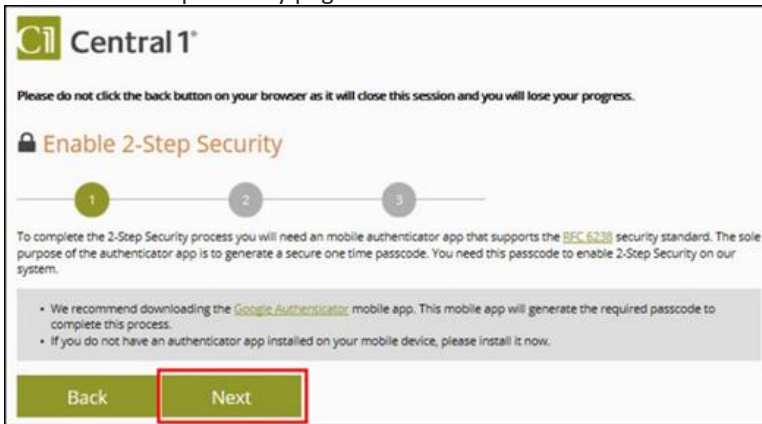 C1 Central 1®
Please do not click the back button on your browser as it will close this session and you will lose your progress.
Enable 2-Step Security
1 2 3
To complete the 2-Step Security process you will need an mobile authenticator app that supports the RFC 6238 security standard. The sole
purpose of the authenticator app is to generate a secure one time passcode. You need this passcode to enable 2-Step Security on our
system.
• We recommend downloading the Google Authenticator mobile app. This mobile app will generate the required passcode to
complete this process.
• If you do not have an authenticator app installed on your mobile device, please install it now.
Back Next